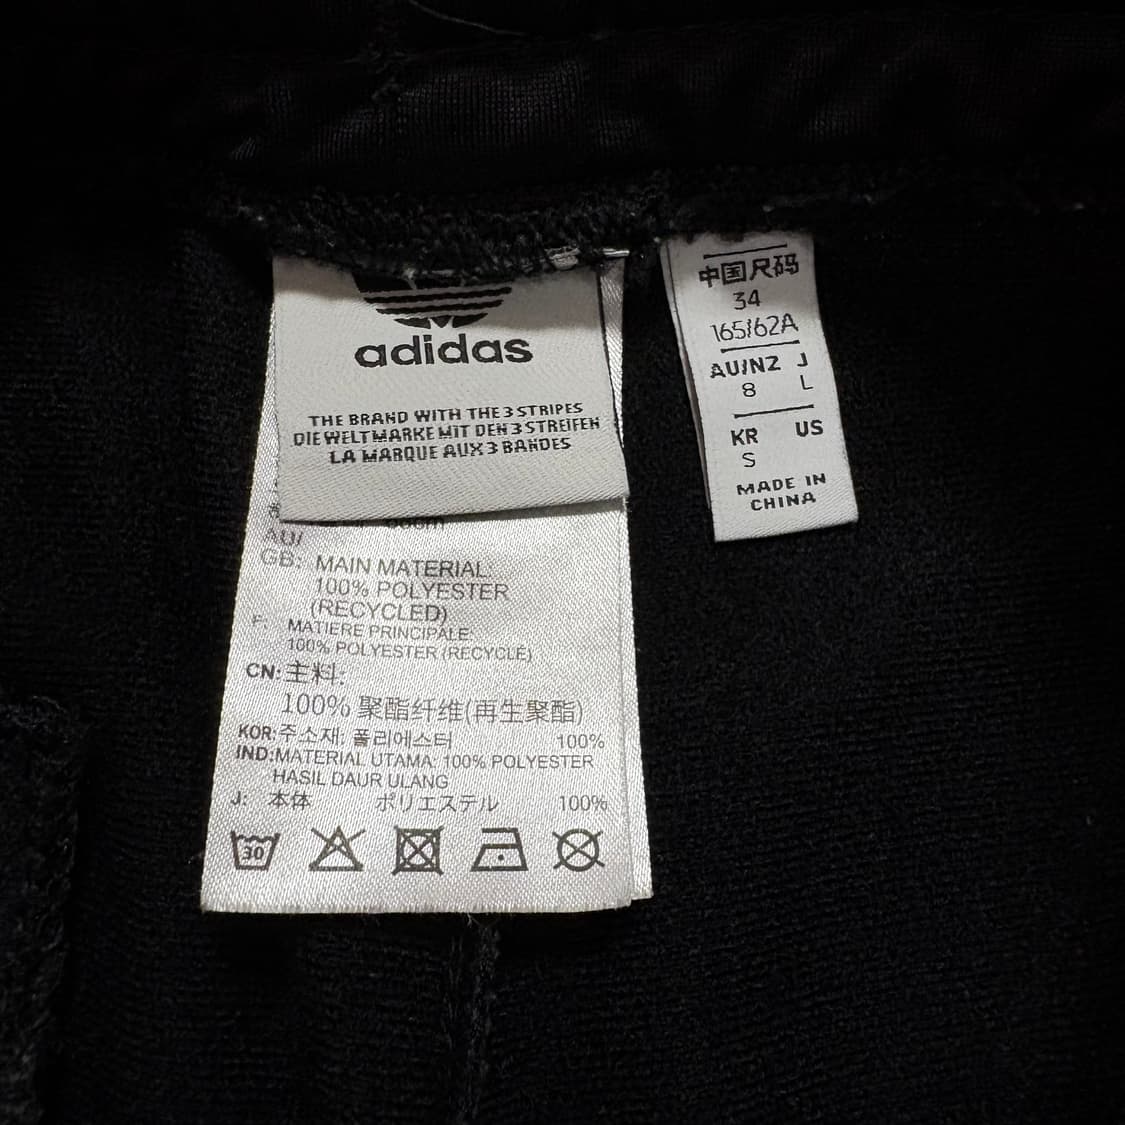 adidas
THE BRAND WITH THE 3 STRIPES
DIE WELTMARKE MIT DEN 3 STREIFEN
LA MARQUE AUX 3 BANDES
AU/
GB: MAIN MATERIAL:
100% POLYESTER
(RECYCLED)
F: MATIERE PRINCIPALE:
100% POLYESTER (RECYCLÉ)
CN: 主料:
100% 聚酯纤维(再生聚酯)
KOR: 주소재: 폴리에스터 100%
IND: MATERIAL UTAMA: 100% POLYESTER
HASIL DAUR ULANG
J: 本体 ポリエステル 100%
30
中国尺码
34
165/62A
AU/NZ J
8 L
KR US
S
MADE IN
CHINA